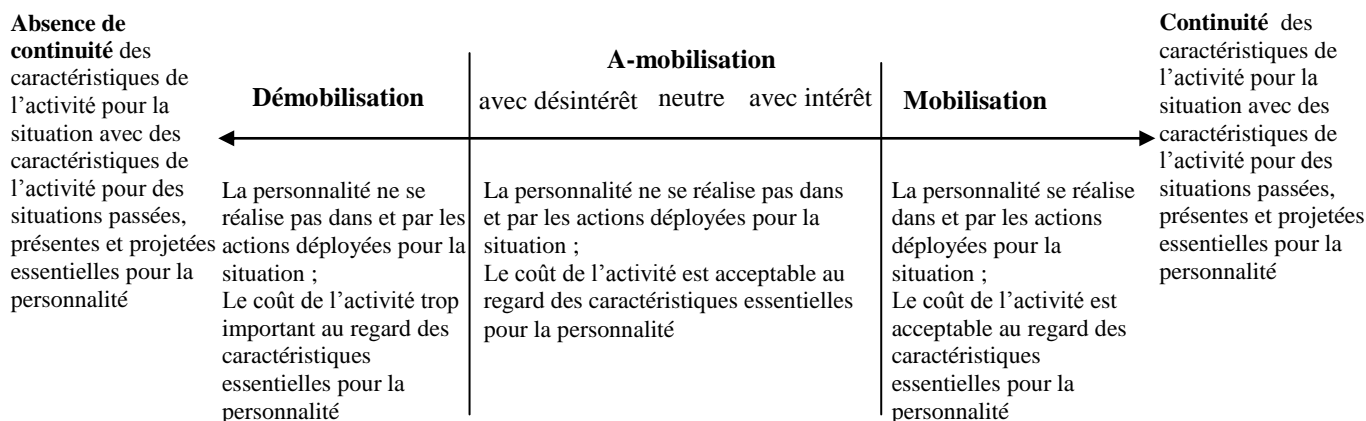 Absence de
continuité des
caractéristiques de
l’activité pour la
situation avec des
caractéristiques de
l’activité pour des
situations passées,
présentes et projetées
essentielles pour la
personnalité
Démobilisation
La personnalité ne se
réalise pas dans et par les
actions déployées pour la
situation ;
Le coût de l’activité trop
important au regard des
caractéristiques
essentielles pour la
personnalité
A-mobilisation
avec désintérêt neutre avec intérêt
La personnalité ne se réalise pas dans
et par les actions déployées pour la
situation ;
Le coût de l’activité est acceptable au
regard des caractéristiques essentielles
pour la personnalité
Mobilisation
La personnalité se réalise
dans et par les actions
déployées pour la
situation ;
Le coût de l’activité est
acceptable au regard des
caractéristiques
essentielles pour la
personnalité
Continuité des
caractéristiques de
l’activité pour la
situation avec des
caractéristiques de
l’activité pour des
situations passées,
présentes et projetées
essentielles pour la
personnalité